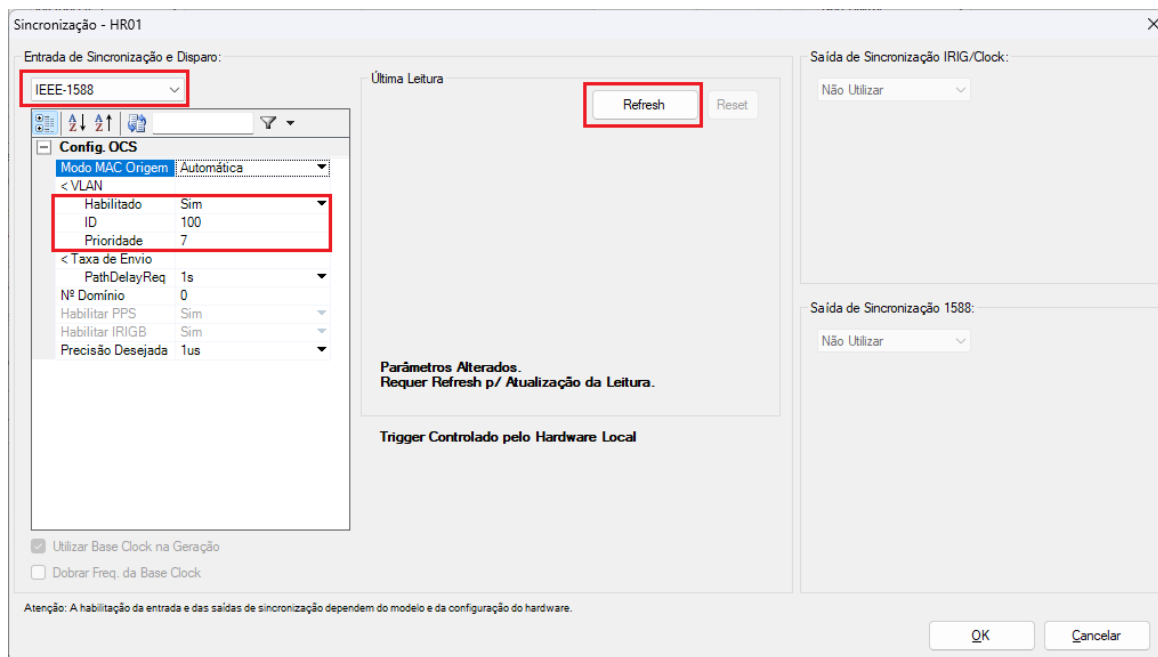 Sincronização - HR01
Entrada de Sincronização e Disparo:
IEEE-1588
Config. OCS
Modo MAC Origem Automática
< VLAN
Habilitado Sim
ID 100
Prioridade 7
< Taxa de Envio
PathDelayReq 1s
Nº Domínio 0
Habilitar PPS Sim
Habilitar IRIGB Sim
Precisão Desejada 1us
Utilizar Base Clock na Geração
Dobrar Freq. da Base Clock
Última Leitura
Refresh Reset
Parâmetros Alterados.
Requer Refresh p/ Atualização da Leitura.
Trigger Controlado pelo Hardware Local
Saída de Sincronização IRIG/Clock:
Não Utilizar
Saída de Sincronização 1588:
Não Utilizar
Atenção: A habilitação da entrada e das saídas de sincronização dependem do modelo e da configuração do hardware.
OK Cancelar